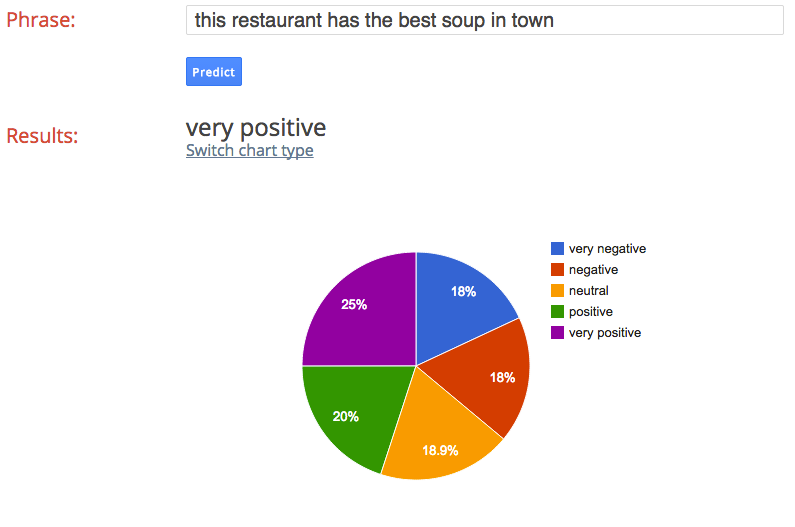 Phrase: this restaurant has the best soup in town
Predict
Results: very positive
Switch chart type
very negative
negative
neutral
positive
very positive
18%
25%
18%
20%
18.9%